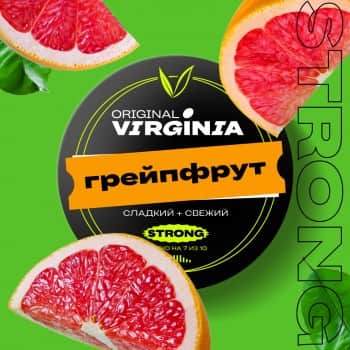 ORIGINAL
VIRGINIA
грейпфрут
СЛАДКИЙ + СВЕЖИЙ
STRONG
НА 7 ИЗ 10
STRONG